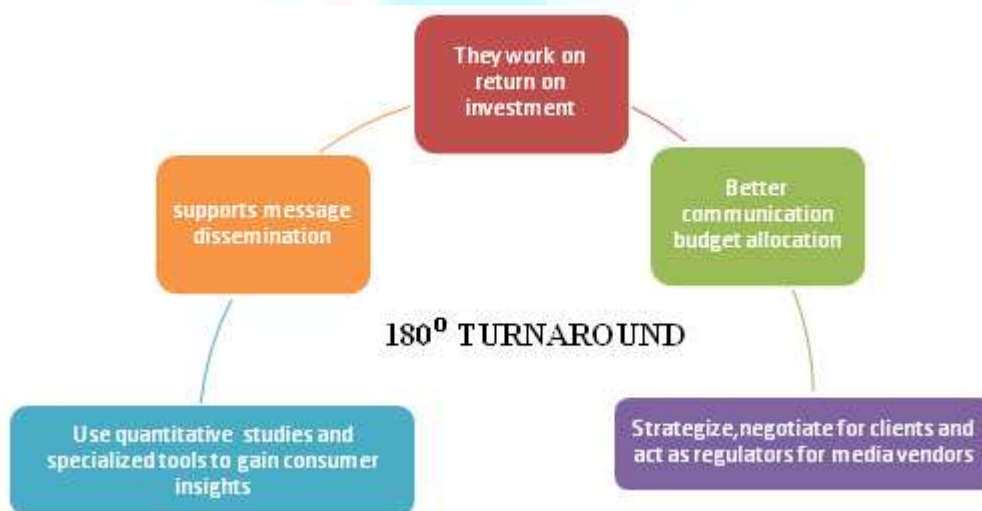 They work on
return on
investment
supports message
dissemination
Better
communication
budget allocation
180⁰ TURNAROUND
Use quantitative studies and
specialized tools to gain consumer
insights
Strategize,negotiate for clients and
act as regulators for media vendors